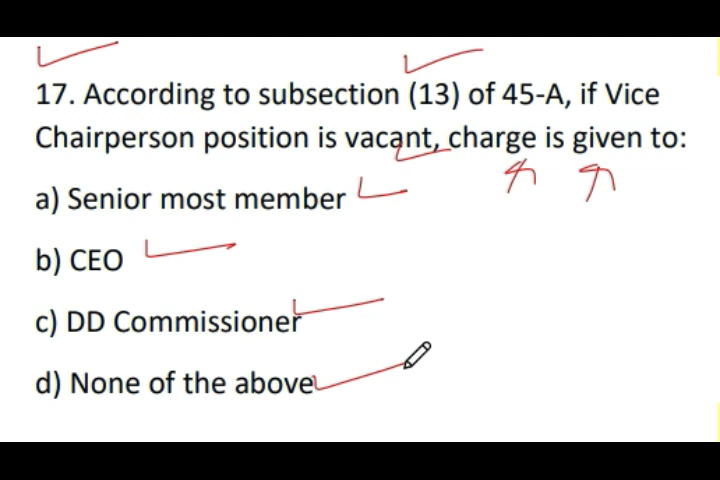 17. According to subsection (13) of 45-A, if Vice
Chairperson position is vacant, charge is given to:
a) Senior most member
b) CEO
c) DD Commissioner
d) None of the above